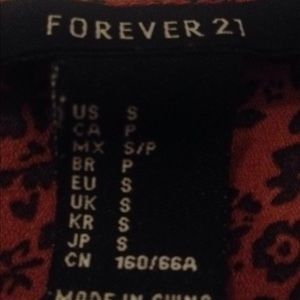 FOREVER 21
US S
CA P
MX S/P
BR P
EU S
UK S
KR S
JP S
CN 160/66A
MADE IN CHINA